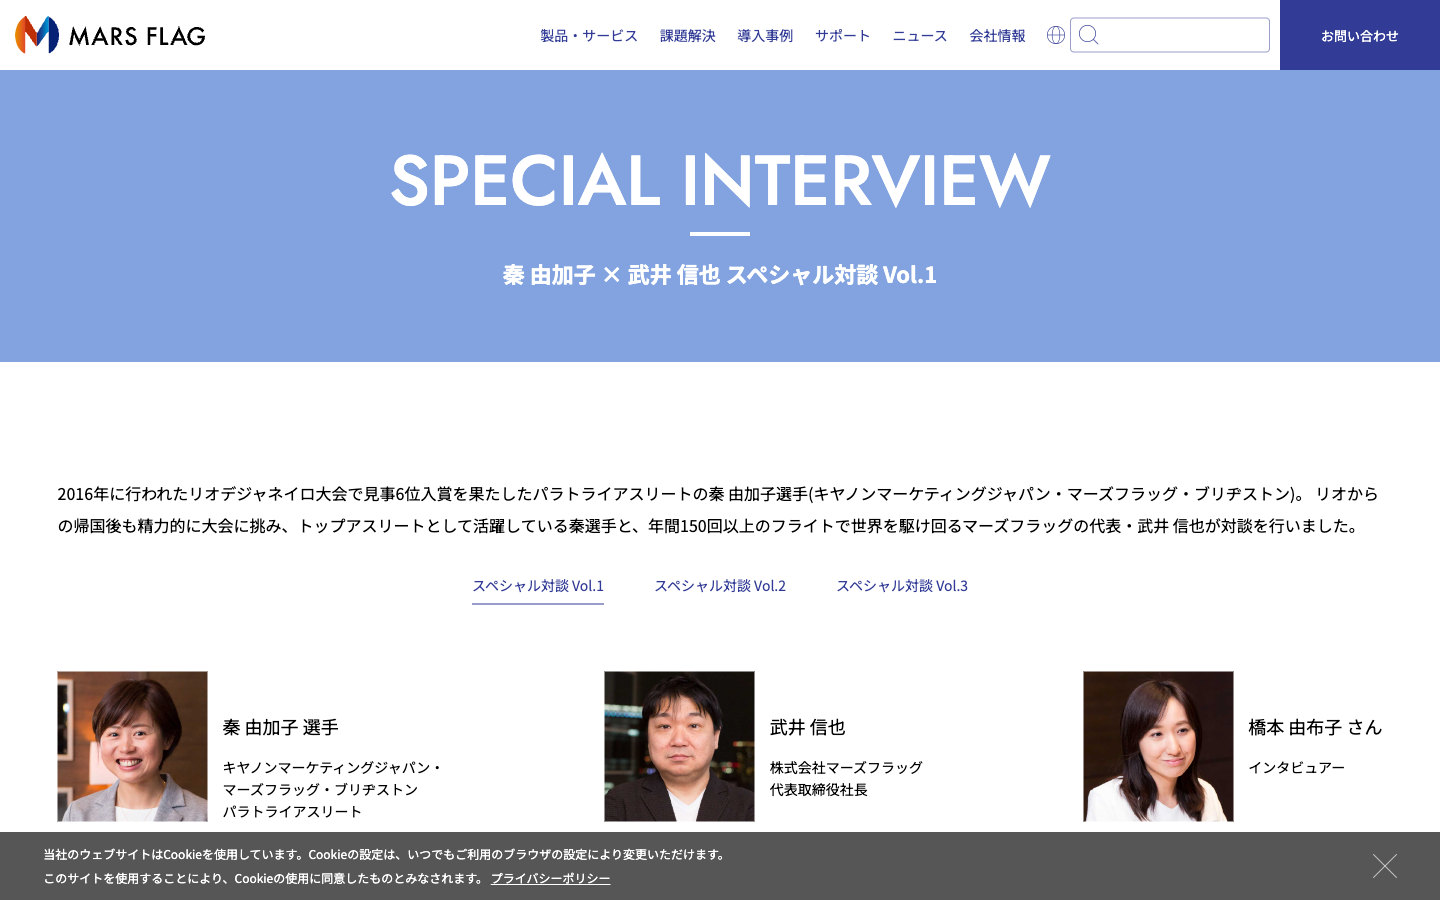 MARS FLAG
製品・サービス 課題解決 導入事例 サポート ニュース 会社情報
お問い合わせ
SPECIAL INTERVIEW
秦 由加子 × 武井 信也 スペシャル対談 Vol.1
2016年に行われたリオデジャネイロ大会で見事6位入賞を果たしたパラトライアスリートの秦 由加子選手(キヤノンマーケティングジャパン・マーズフラッグ・ブリヂストン)。 リオから
の帰国後も精力的に大会に挑み、トップアスリートとして活躍している秦選手と、年間150回以上のフライトで世界を駆け回るマーズフラッグの代表・武井 信也が対談を行いました。
スペシャル対談 Vol.1 スペシャル対談 Vol.2 スペシャル対談 Vol.3
秦 由加子 選手
キヤノンマーケティングジャパン・
マーズフラッグ・ブリヂストン
パラトライアスリート
武井 信也
株式会社マーズフラッグ
代表取締役社長
橋本 由布子 さん
インタビュアー
当社のウェブサイトはCookieを使用しています。Cookieの設定は、いつでもご利用のブラウザの設定により変更いただけます。
このサイトを使用することにより、Cookieの使用に同意したものとみなされます。 プライバシーポリシー